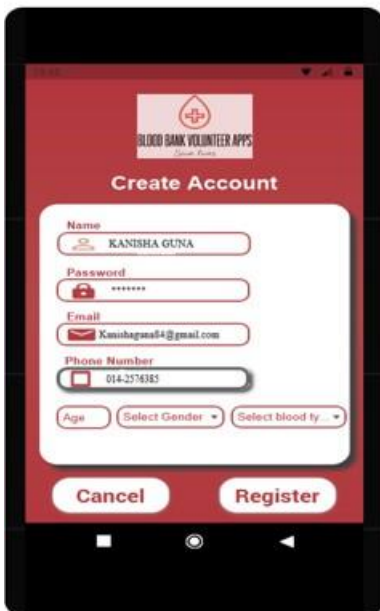 BLOOD BANK VOLUNTEER APPS
Create Account
Name
KANISHA GUNA
Password
*******
Email
Kanishaguna84@gmail.com
Phone Number
014-2576385
Age Select Gender Select blood ty...
Cancel Register